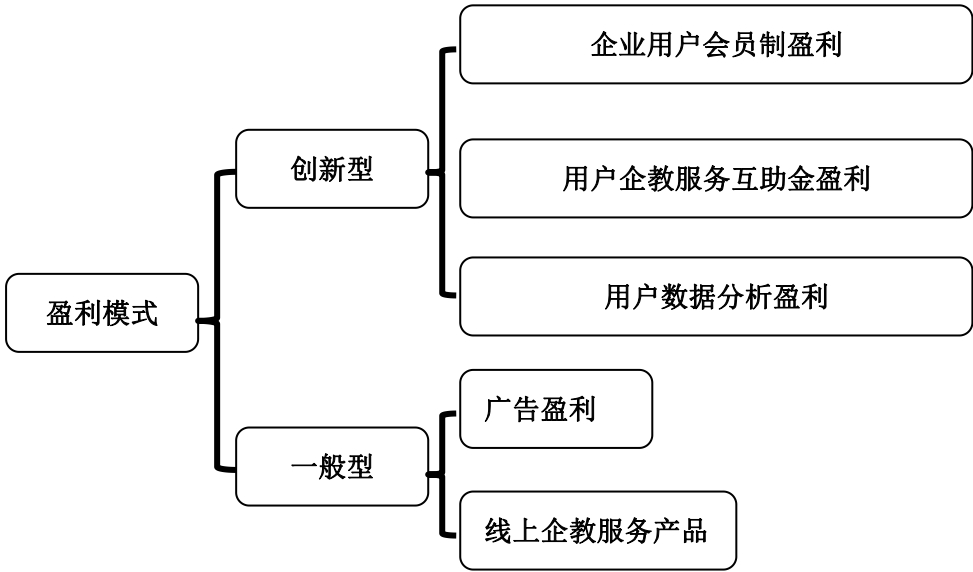 盈利模式
创新型
企业用户会员制盈利
用户企教服务互助金盈利
用户数据分析盈利
一般型
广告盈利
线上企教服务产品